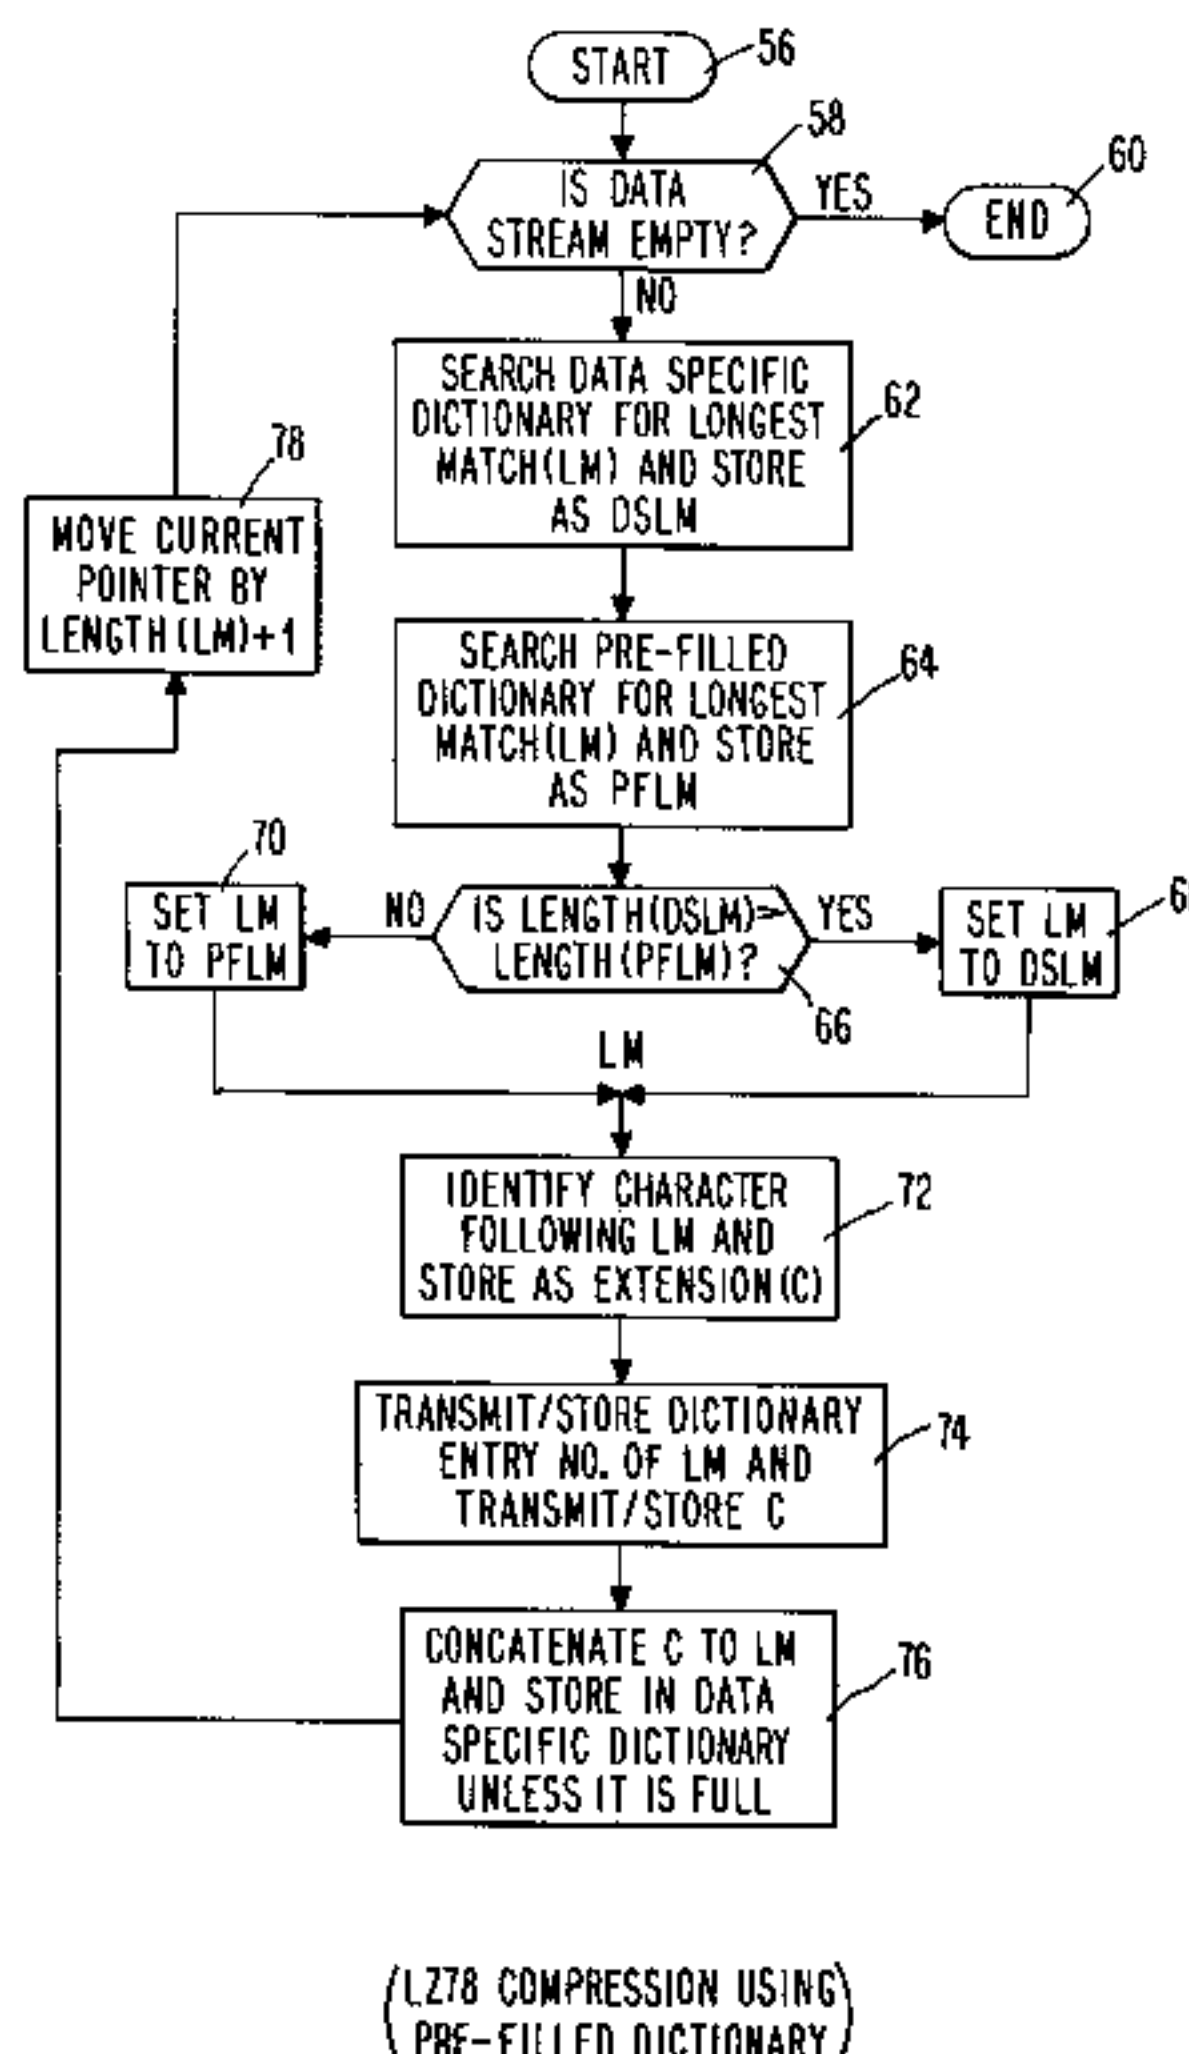 START
56
58
IS DATA
STREAM EMPTY?
YES
60
END
NO
SEARCH DATA SPECIFIC
DICTIONARY FOR LONGEST
MATCH(LM) AND STORE
AS DSLM
62
78
MOVE CURRENT
POINTER BY
LENGTH(LM)+1
SEARCH PRE-FILLED
DICTIONARY FOR LONGEST
MATCH(LM) AND STORE
AS PFLM
64
70
SET LM
TO PFLM
NO
IS LENGTH(DSLM)>=
LENGTH(PFLM)?
YES
SET LM
TO DSLM
66
LM
IDENTIFY CHARACTER
FOLLOWING LM AND
STORE AS EXTENSION(C)
72
TRANSMIT/STORE DICTIONARY
ENTRY NO. OF LM AND
TRANSMIT/STORE C
74
CONCATENATE C TO LM
AND STORE IN DATA
SPECIFIC DICTIONARY
UNLESS IT IS FULL
76
(LZ78 COMPRESSION USING
PRE-FILLED DICTIONARY)